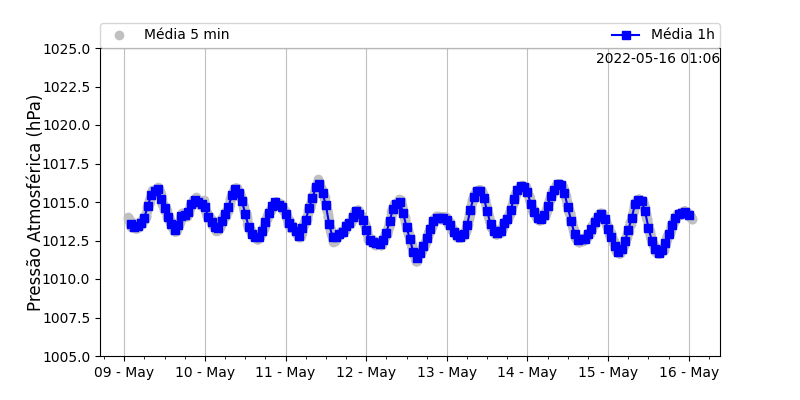 Média 5 min
Média 1h
2022-05-16 01:06
Pressão Atmosférica (hPa)
1025.0
1022.5
1020.0
1017.5
1015.0
1012.5
1010.0
1007.5
1005.0
09 - May 10 - May 11 - May 12 - May 13 - May 14 - May 15 - May 16 - May